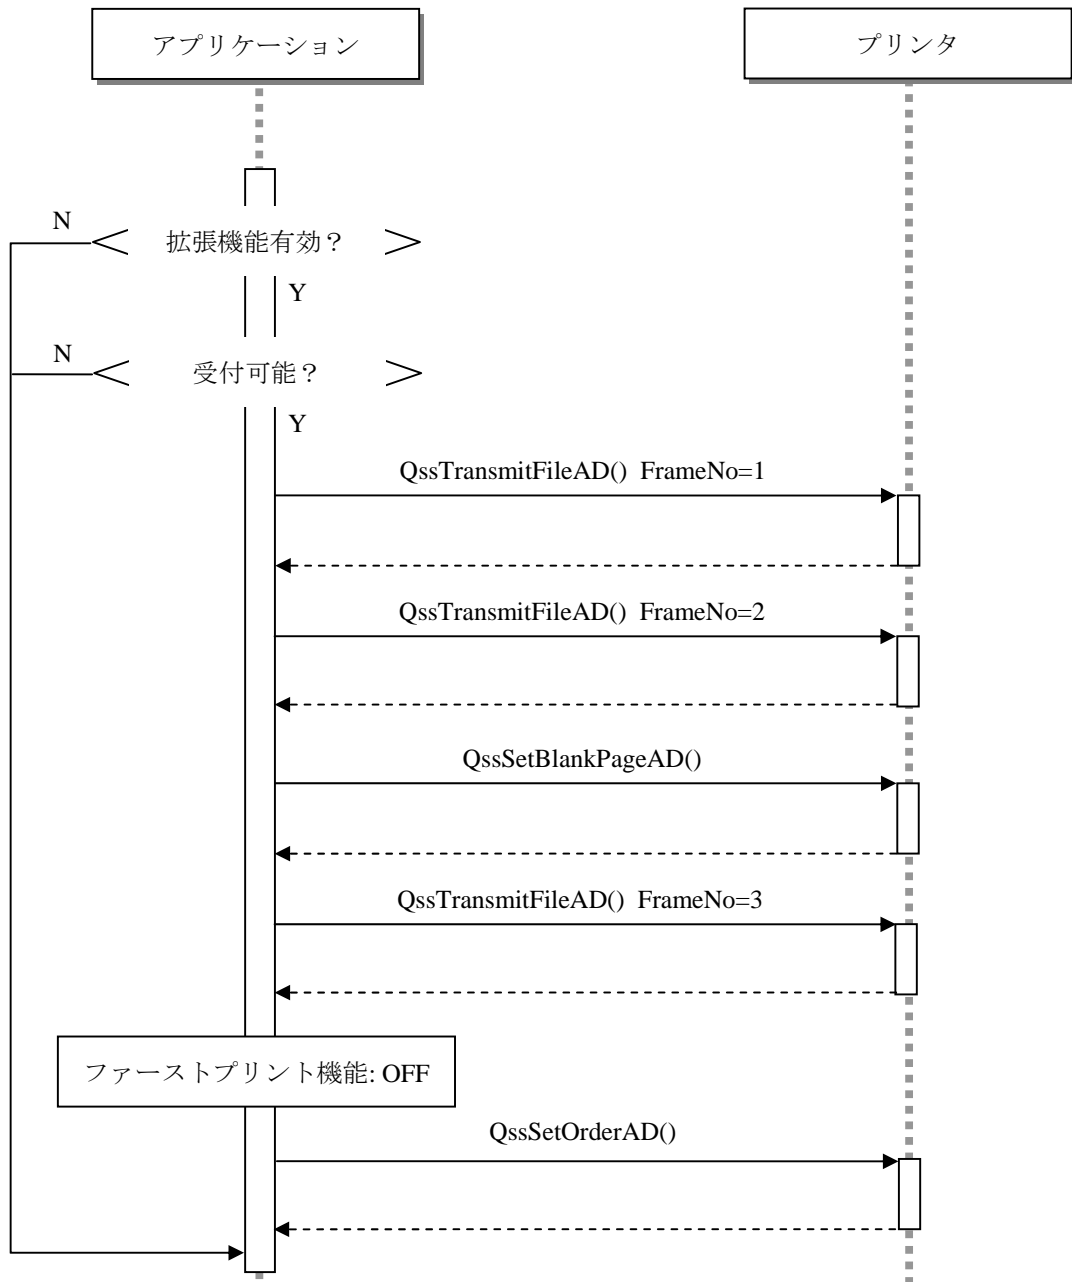 アプリケーション
プリンタ
N
拡張機能有効？
Y
N
受付可能？
Y
QssTransmitFileAD()  FrameNo=1
QssTransmitFileAD()  FrameNo=2
QssSetBlankPageAD()
QssTransmitFileAD()  FrameNo=3
ファーストプリント機能: OFF
QssSetOrderAD()